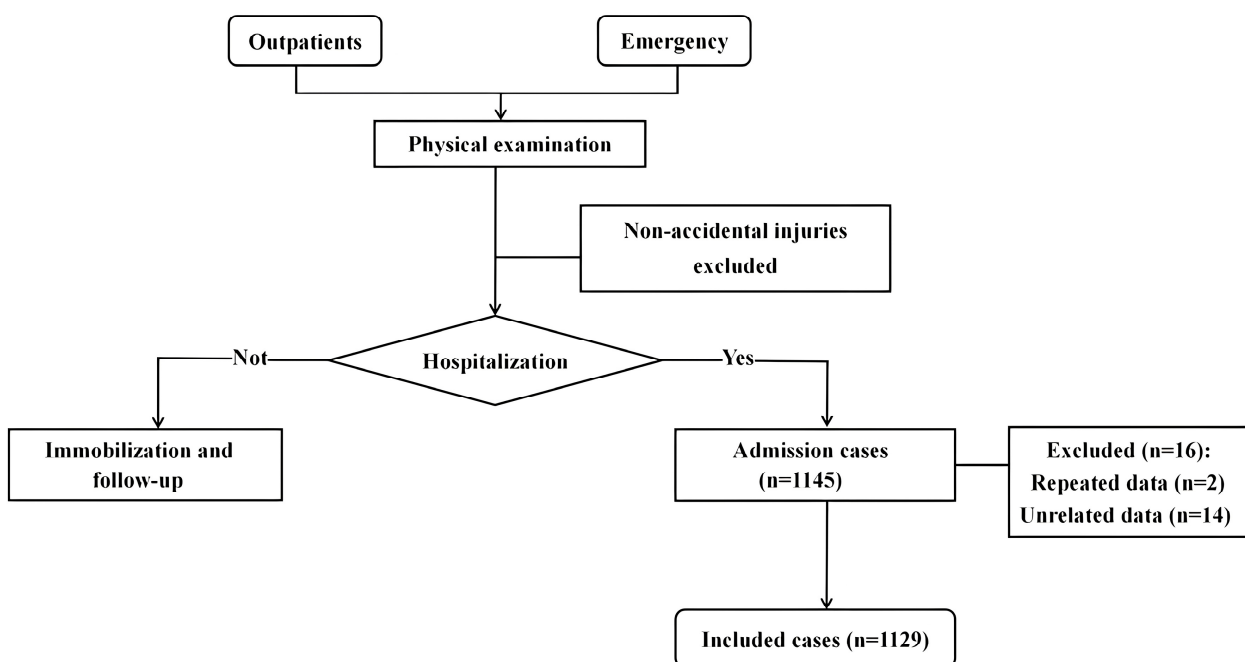 Outpatients
Emergency
Physical examination
Non-accidental injuries
excluded
Hospitalization
Not
Yes
Immobilization and
follow-up
Admission cases
(n=1145)
Excluded (n=16):
Repeated data (n=2)
Unrelated data (n=14)
Included cases (n=1129)